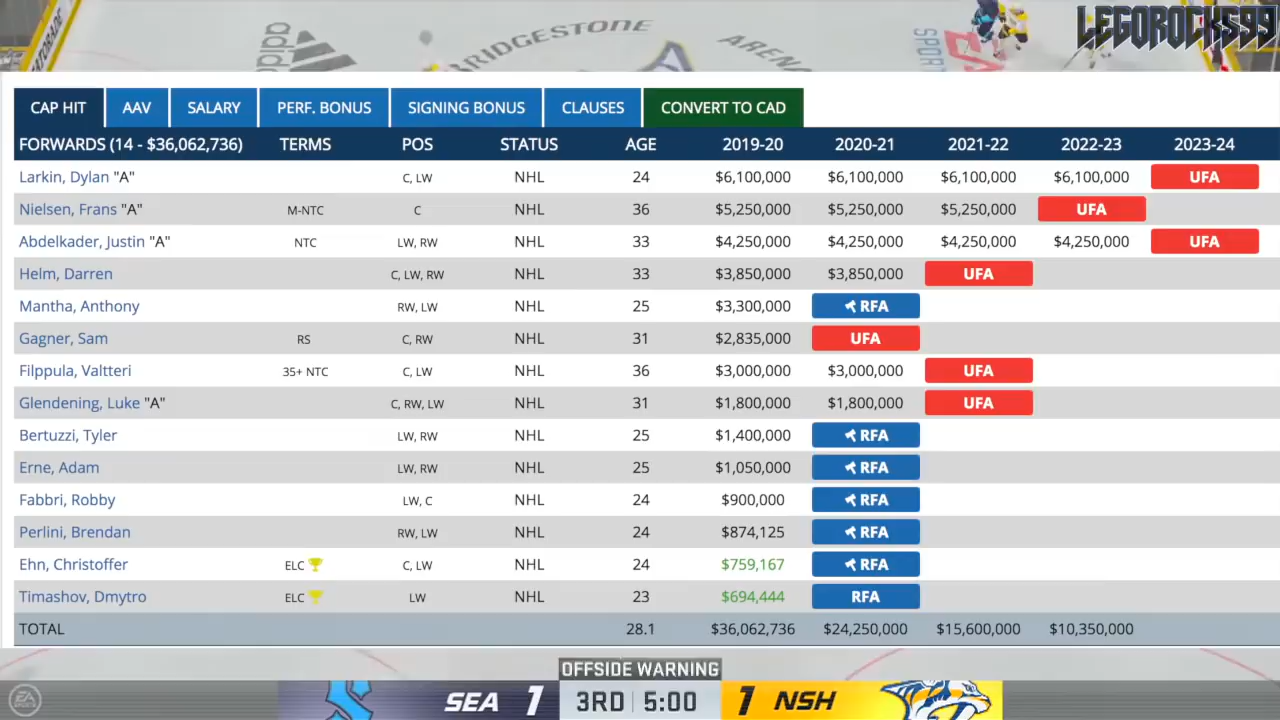 LEGOROCKS99
adidas
BRIDGESTONE ARENA
SPORTS
EA
CAP HIT AAV SALARY PERF. BONUS SIGNING BONUS CLAUSES CONVERT TO CAD
FORWARDS (14 - $36,062,736) TERMS POS STATUS AGE 2019-20 2020-21 2021-22 2022-23 2023-24
Larkin, Dylan "A" C, LW NHL 24 $6,100,000 $6,100,000 $6,100,000 $6,100,000 UFA
Nielsen, Frans "A" M-NTC C NHL 36 $5,250,000 $5,250,000 $5,250,000 UFA
Abdelkader, Justin "A" NTC LW, RW NHL 33 $4,250,000 $4,250,000 $4,250,000 $4,250,000 UFA
Helm, Darren C, LW, RW NHL 33 $3,850,000 $3,850,000 UFA
Mantha, Anthony RW, LW NHL 25 $3,300,000 RFA
Gagner, Sam RS C, RW NHL 31 $2,835,000 UFA
Filppula, Valtteri 35+ NTC C, LW NHL 36 $3,000,000 $3,000,000 UFA
Glendening, Luke "A" C, RW, LW NHL 31 $1,800,000 $1,800,000 UFA
Bertuzzi, Tyler LW, RW NHL 25 $1,400,000 RFA
Erne, Adam LW, RW NHL 25 $1,050,000 RFA
Fabbri, Robby LW, C NHL 24 $900,000 RFA
Perlini, Brendan RW, LW NHL 24 $874,125 RFA
Ehn, Christoffer ELC C, LW NHL 24 $759,167 RFA
Timashov, Dmytro ELC LW NHL 23 $694,444 RFA
TOTAL 28.1 $36,062,736 $24,250,000 $15,600,000 $10,350,000
OFFSIDE WARNING
EA SPORTS
SEA 1 3RD 5:00 1 NSH